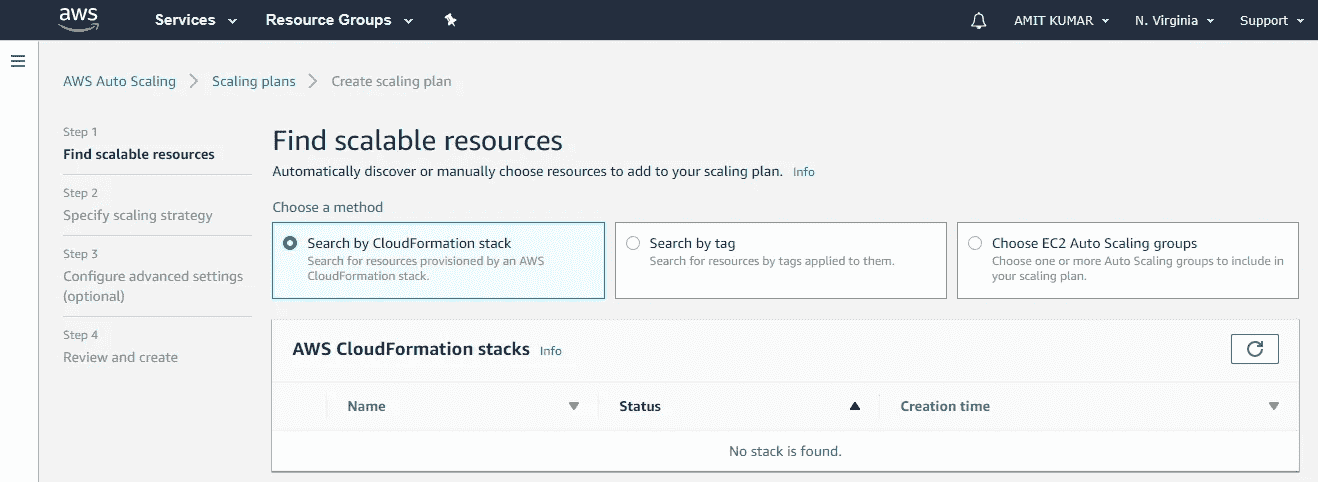 aws Services Resource Groups AMIT KUMAR N. Virginia Support
AWS Auto Scaling Scaling plans Create scaling plan
Step 1
Find scalable resources
Step 2
Specify scaling strategy
Step 3
Configure advanced settings
(optional)
Step 4
Review and create
Find scalable resources
Automatically discover or manually choose resources to add to your scaling plan. Info
Choose a method
Search by CloudFormation stack
Search for resources provisioned by an AWS
CloudFormation stack.
Search by tag
Search for resources by tags applied to them.
Choose EC2 Auto Scaling groups
Choose one or more Auto Scaling groups to include in
your scaling plan.
AWS CloudFormation stacks Info
Name Status Creation time
No stack is found.